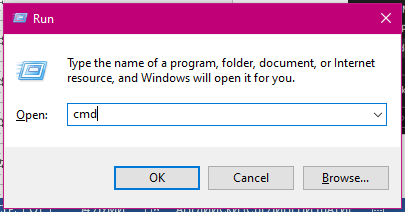 Run
Type the name of a program, folder, document, or Internet
resource, and Windows will open it for you.
Open:
cmd
OK
Cancel
Browse...